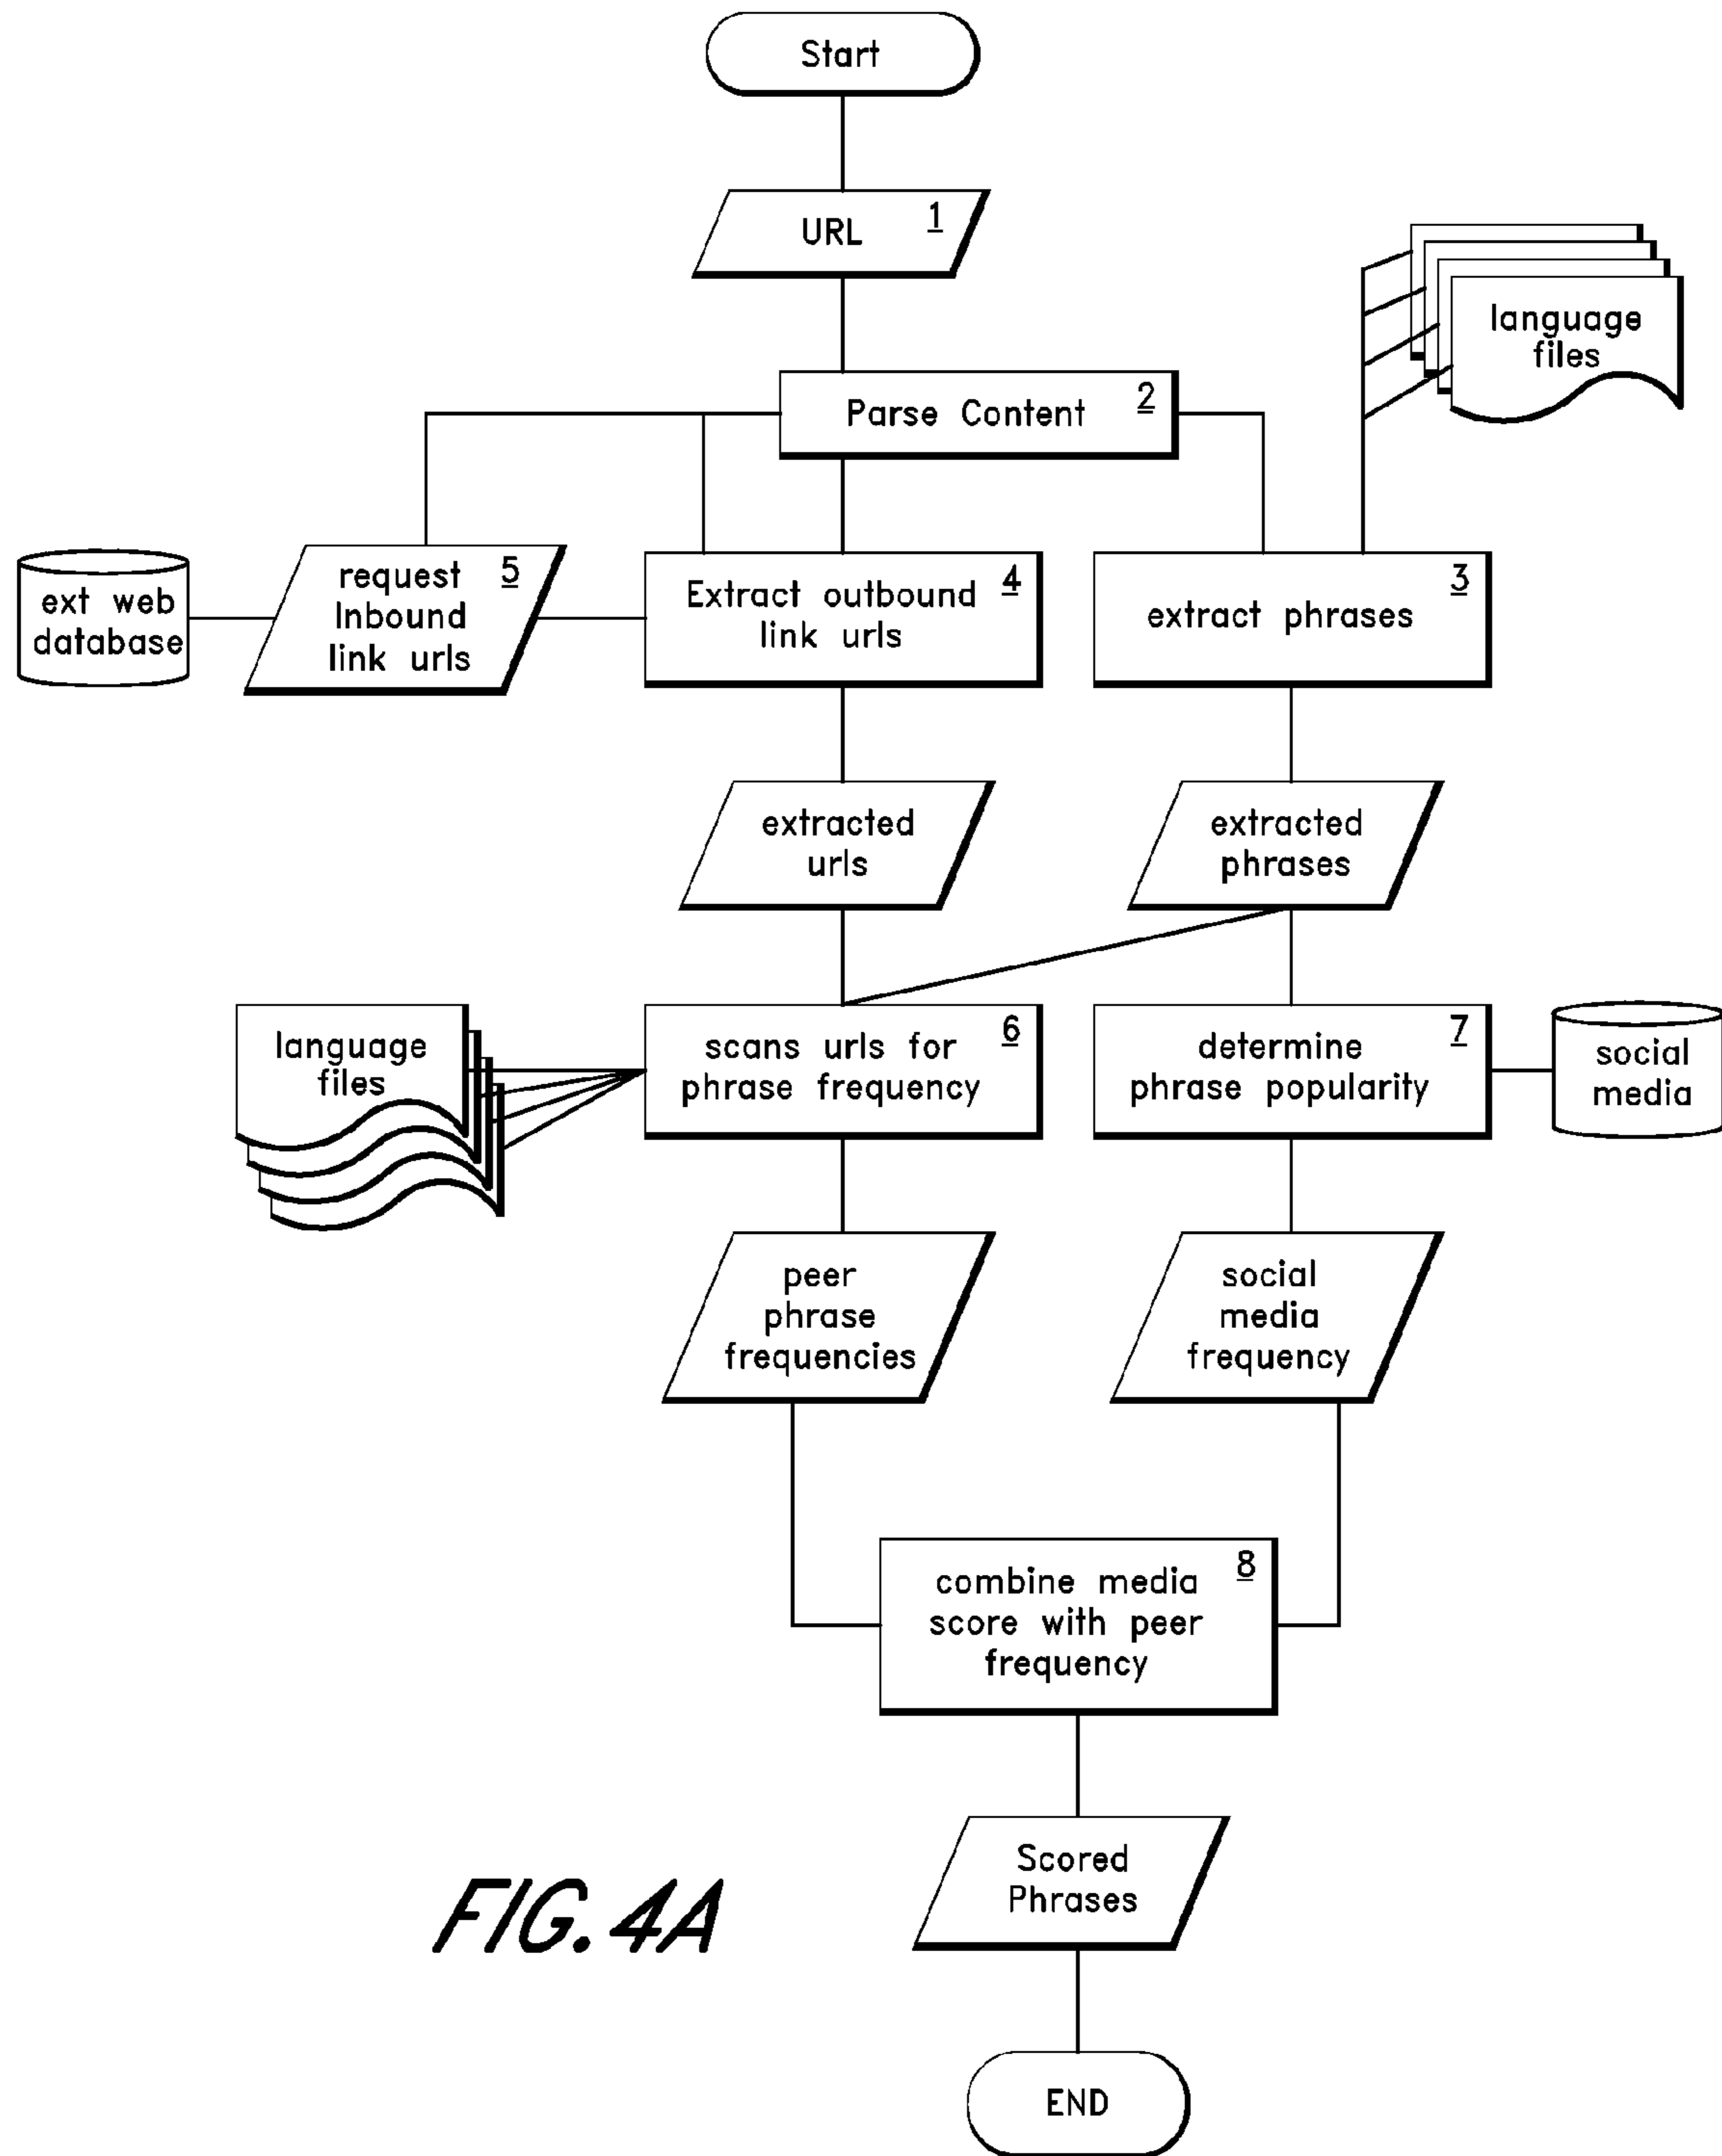 Start
URL
1
language
files
Parse Content
2
ext web
database
request
Inbound
link urls
5
Extract outbound
link urls
4
extract phrases
3
extracted
urls
extracted
phrases
language
files
scans urls for
phrase frequency
6
determine
phrase popularity
7
social
media
peer
phrase
frequencies
social
media
frequency
combine media
score with peer
frequency
8
Scored
Phrases
FIG. 4A
END